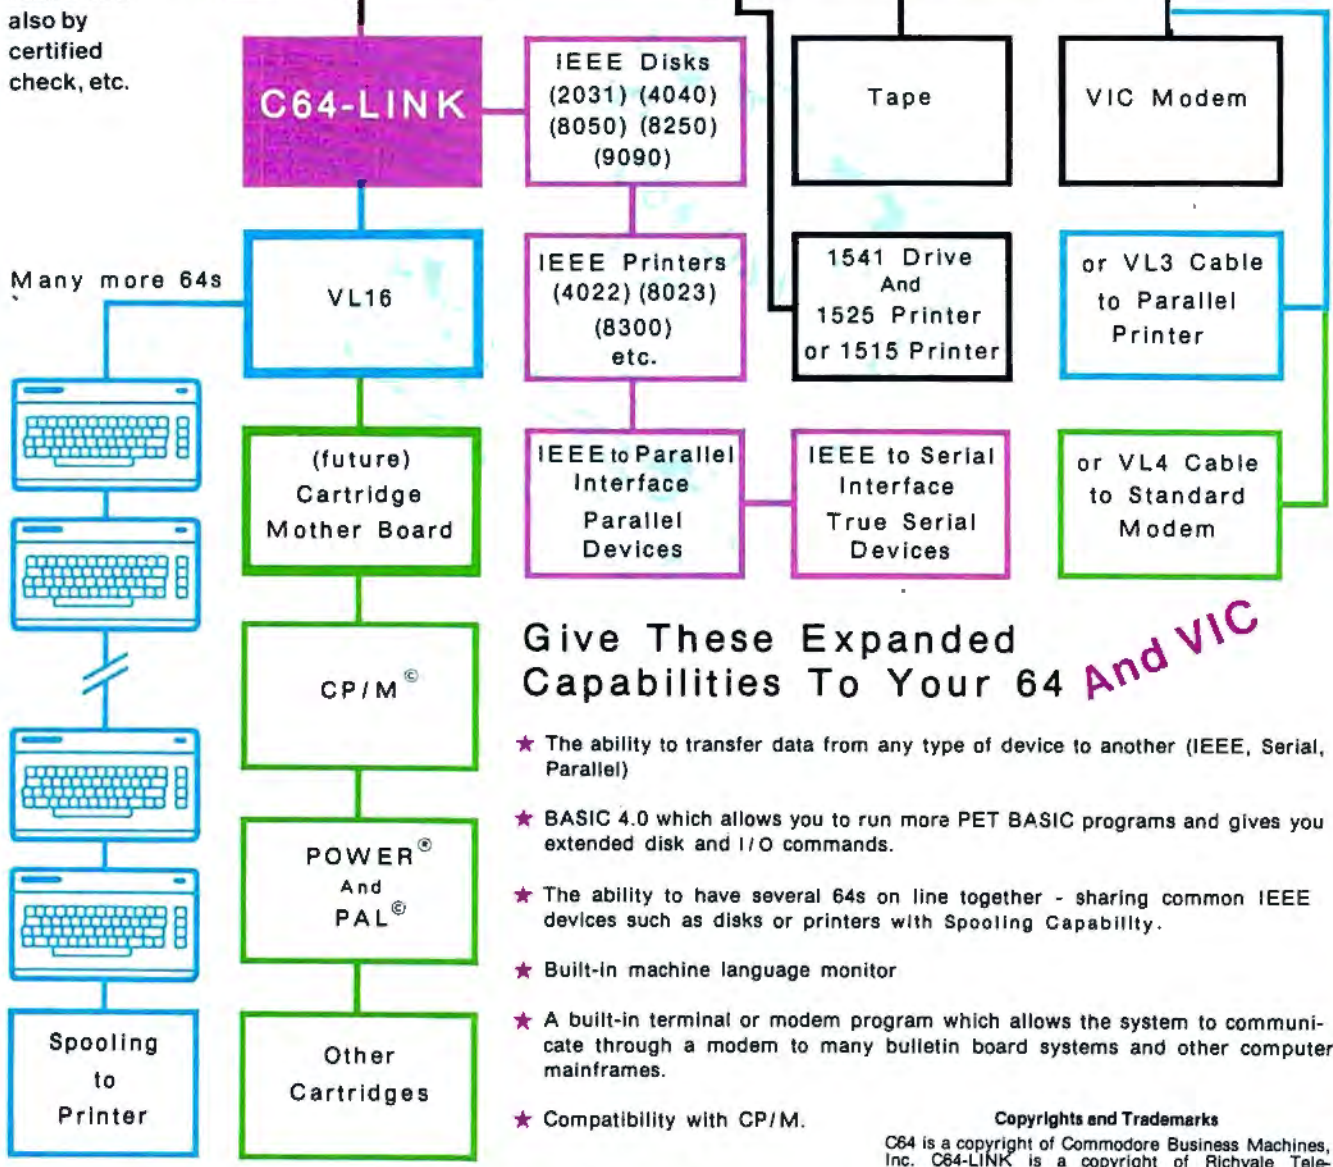 also by
certified
check, etc.
C64-LINK
IEEE Disks
(2031) (4040)
(8050) (8250)
(9090)
Tape
VIC Modem
Many more 64s
VL16
IEEE Printers
(4022) (8023)
(8300)
etc.
1541 Drive
And
1525 Printer
or 1515 Printer
or VL3 Cable
to Parallel
Printer
(future)
Cartridge
Mother Board
IEEE to Parallel
Interface
Parallel
Devices
IEEE to Serial
Interface
True Serial
Devices
or VL4 Cable
to Standard
Modem
CP/M©
POWER®
And
PAL©
Other
Cartridges
Spooling
to
Printer
Give These Expanded
Capabilities To Your 64 And VIC
★ The ability to transfer data from any type of device to another (IEEE, Serial,
Parallel)
★ BASIC 4.0 which allows you to run more PET BASIC programs and gives you
extended disk and I/O commands.
★ The ability to have several 64s on line together - sharing common IEEE
devices such as disks or printers with Spooling Capability.
★ Built-in machine language monitor
★ A built-in terminal or modem program which allows the system to communi-
cate through a modem to many bulletin board systems and other computer
mainframes.
★ Compatibility with CP/M.
Copyrights and Trademarks
C64 is a copyright of Commodore Business Machines,
Inc. C64-LINK is a copyright of Richvale Tele-